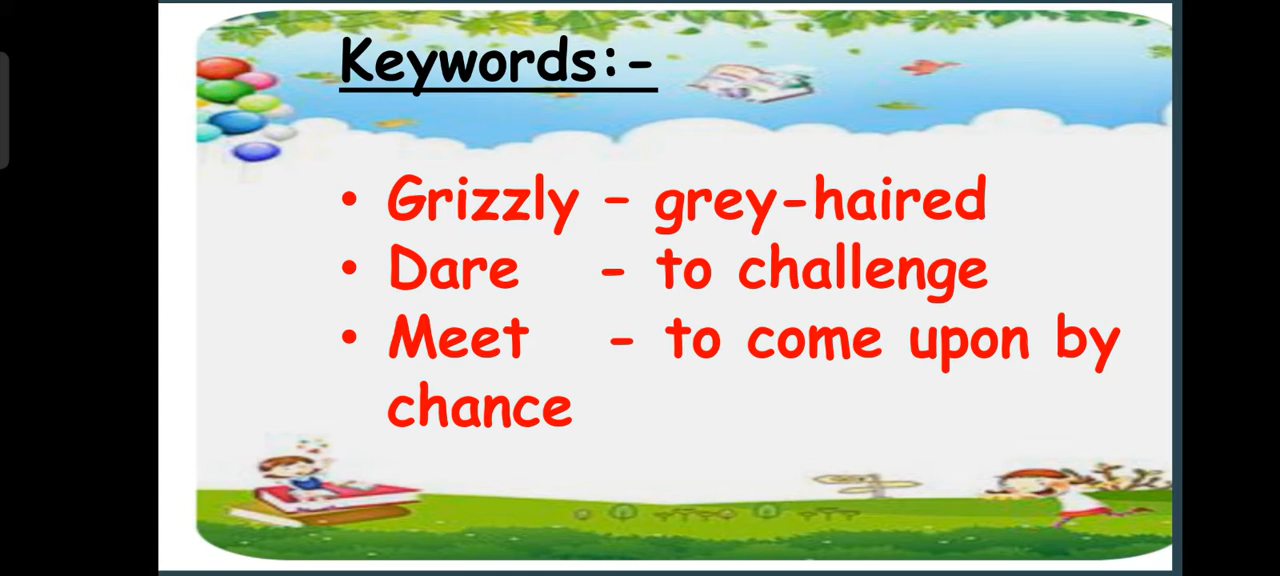 Keywords:-
• Grizzly – grey-haired
• Dare - to challenge
• Meet - to come upon by
chance